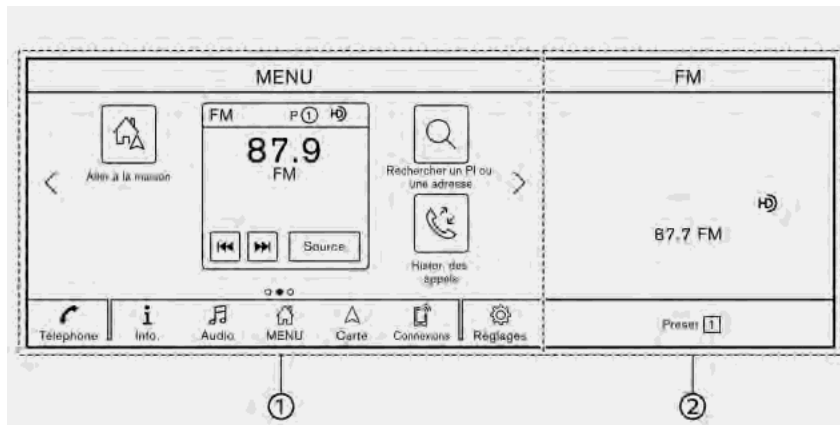 MENU
FM
Aller à la maison
FM P①
87.9
FM
Source
Rechercher un PI ou
une adresse
Histor. des
appels
87.7 FM
Téléphone
Info.
Audio
MENU
Carte
Connexions
Réglages
Preset 1
①
②